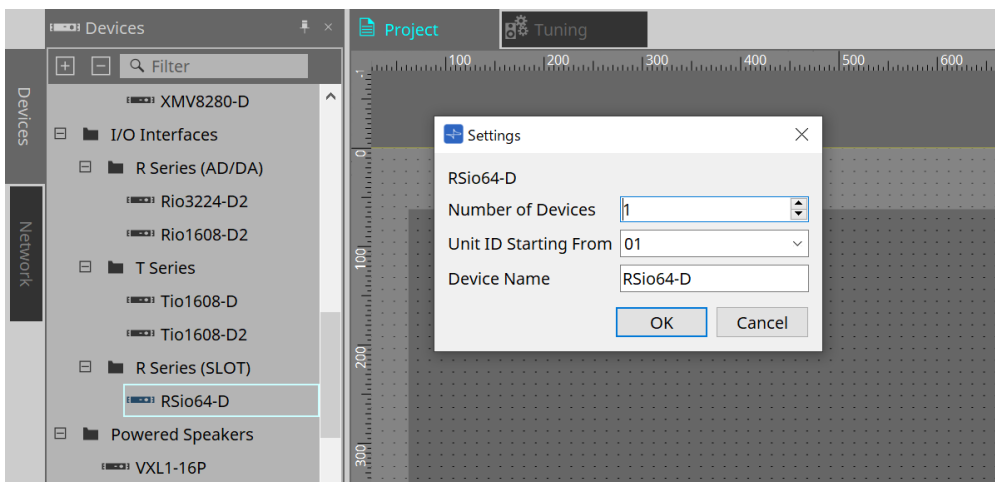 Devices
Filter
XMV8280-D
I/O Interfaces
R Series (AD/DA)
Rio3224-D2
Rio1608-D2
T Series
Tio1608-D
Tio1608-D2
R Series (SLOT)
RSio64-D
Powered Speakers
VXL1-16P
Devices
Network
Project
Tuning
100 200 300 400 500 600
0
100
200
300
Settings
RSio64-D
Number of Devices 1
Unit ID Starting From 01
Device Name RSio64-D
OK Cancel